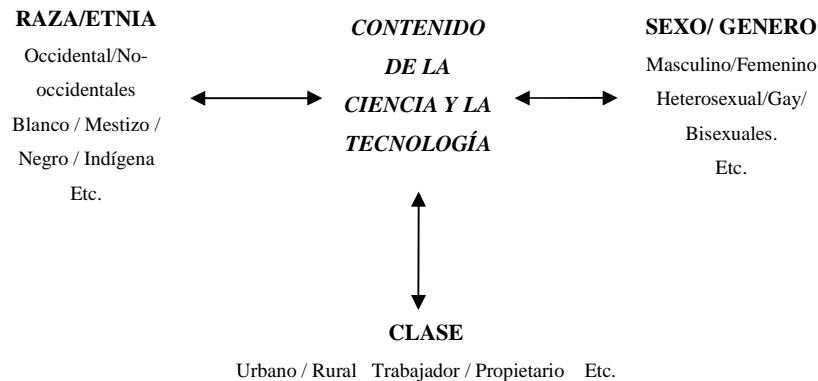 RAZA/ETNIA
Occidental/No-
occidentales
Blanco / Mestizo /
Negro / Indígena
Etc.
CONTENIDO
DE LA
CIENCIA Y LA
TECNOLOGÍA
SEXO/ GENERO
Masculino/Femenino
Heterosexual/Gay/
Bisexuales.
Etc.
CLASE
Urbano / Rural Trabajador / Propietario Etc.